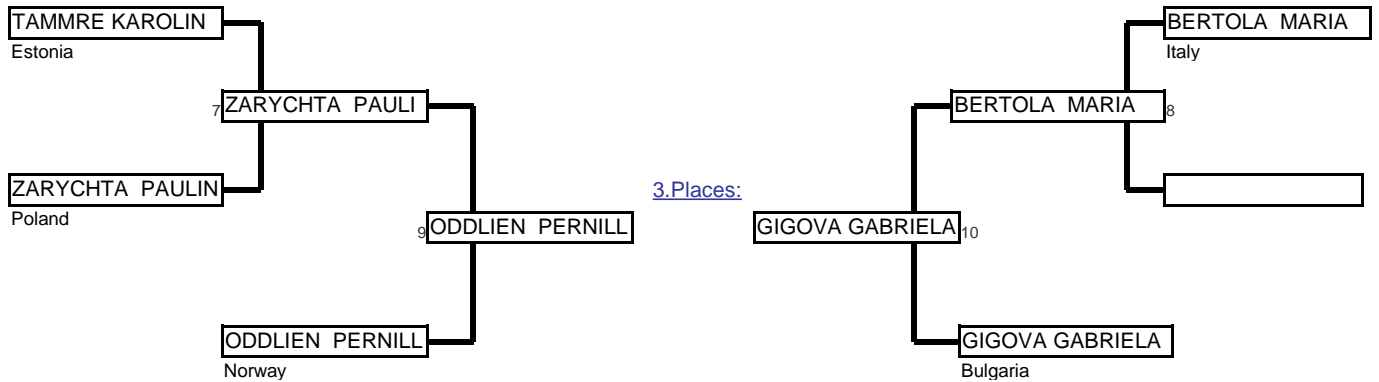 TAMMRE KAROLIN
Estonia
7 ZARYCHTA PAULI
ZARYCHTA PAULIN
Poland
9 ODDLIEN PERNILL
ODDLIEN PERNILL
Norway
3.Places:
BERTOLA MARIA
Italy
BERTOLA MARIA 8
GIGOVA GABRIELA 10
GIGOVA GABRIELA
Bulgaria